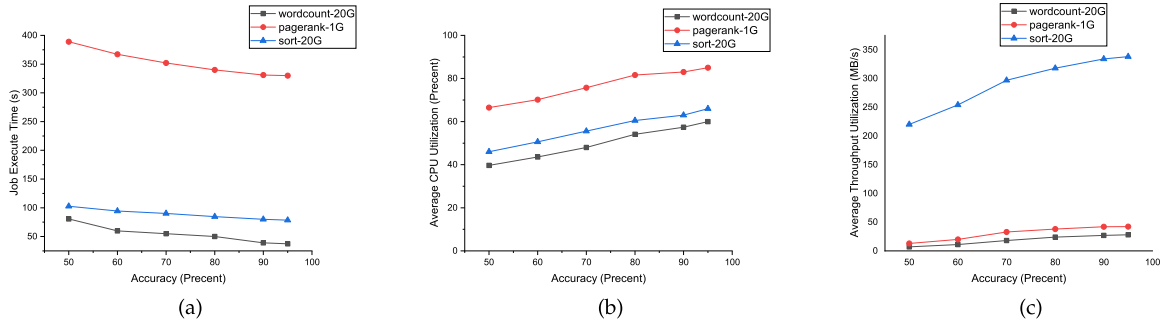 wordcount-20G
pagerank-1G
sort-20G
400
350
300
250
200
150
100
50
Job Execute Time (s)
50 60 70 80 90 100
Accuracy (Precent)
(a)
wordcount-20G
pagerank-1G
sort-20G
100
80
60
40
20
0
Average CPU Utilization (Precent)
50 60 70 80 90 100
Accuracy (Precent)
(b)
wordcount-20G
pagerank-1G
sort-20G
350
300
250
200
150
100
50
0
Average Throughput Utilization (MB/s)
50 60 70 80 90 100
Accuracy (Precent)
(c)